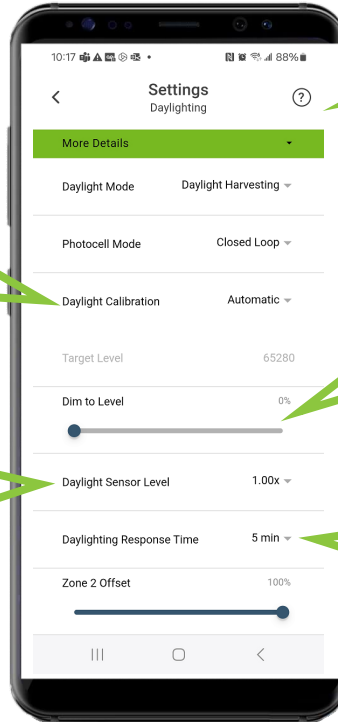 10:17 88%
Settings
Daylighting
?
More Details
Daylight Mode Daylight Harvesting
Photocell Mode Closed Loop
Daylight Calibration Automatic
Target Level 65280
Dim to Level 0%
Daylight Sensor Level 1.00x
Daylighting Response Time 5 min
Zone 2 Offset 100%